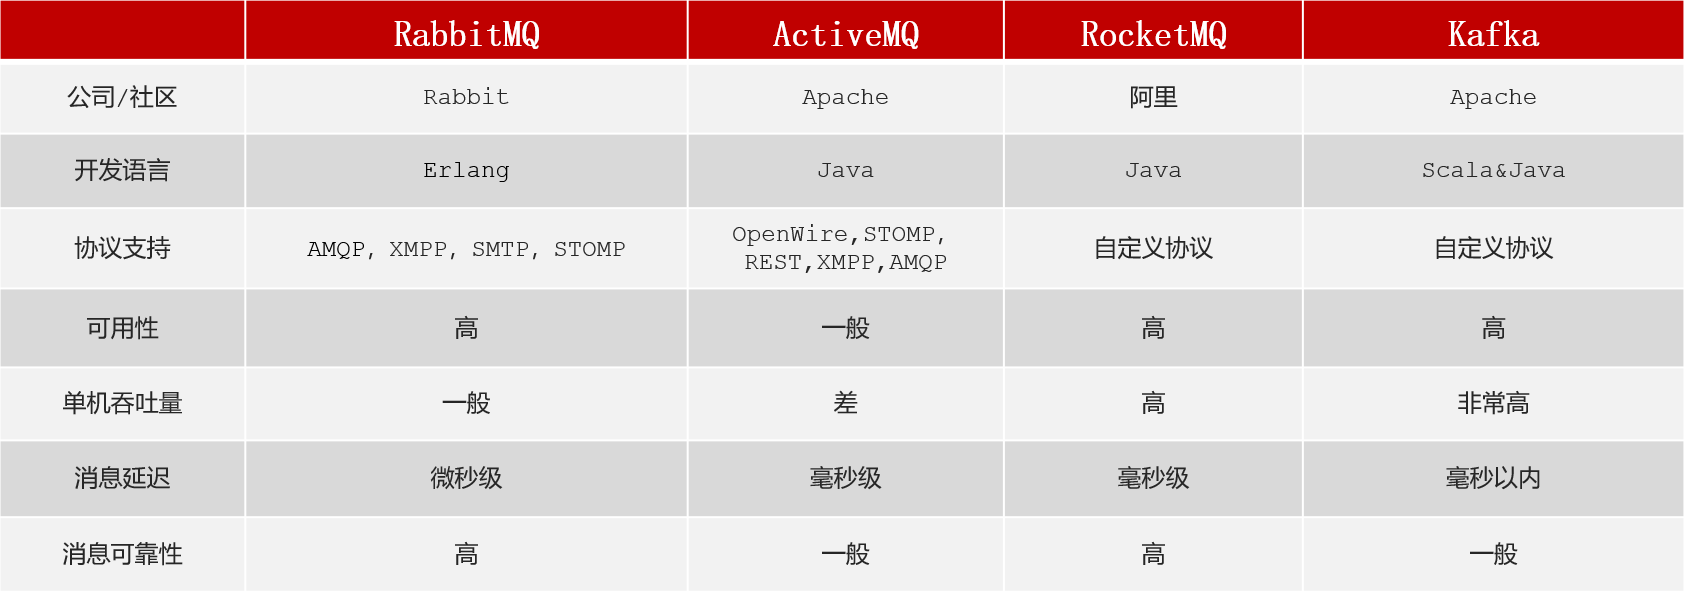 RabbitMQ ActiveMQ RocketMQ Kafka
公司/社区 Rabbit Apache 阿里 Apache
开发语言 Erlang Java Java Scala&Java
协议支持 AMQP, XMPP, SMTP, STOMP OpenWire,STOMP, REST,XMPP,AMQP 自定义协议 自定义协议
可用性 高 一般 高 高
单机吞吐量 一般 差 高 非常高
消息延迟 微秒级 毫秒级 毫秒级 毫秒以内
消息可靠性 高 一般 高 一般